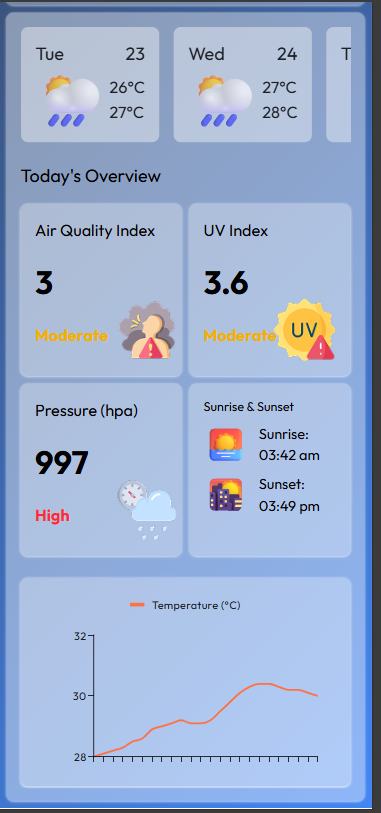 Tue 23
26°C
27°C
Wed 24
27°C
28°C
T
Today's Overview
Air Quality Index
3
Moderate
UV Index
3.6
Moderate
UV
Pressure (hpa)
997
High
Sunrise & Sunset
Sunrise:
03:42 am
Sunset:
03:49 pm
Temperature (°C)
32
30
28